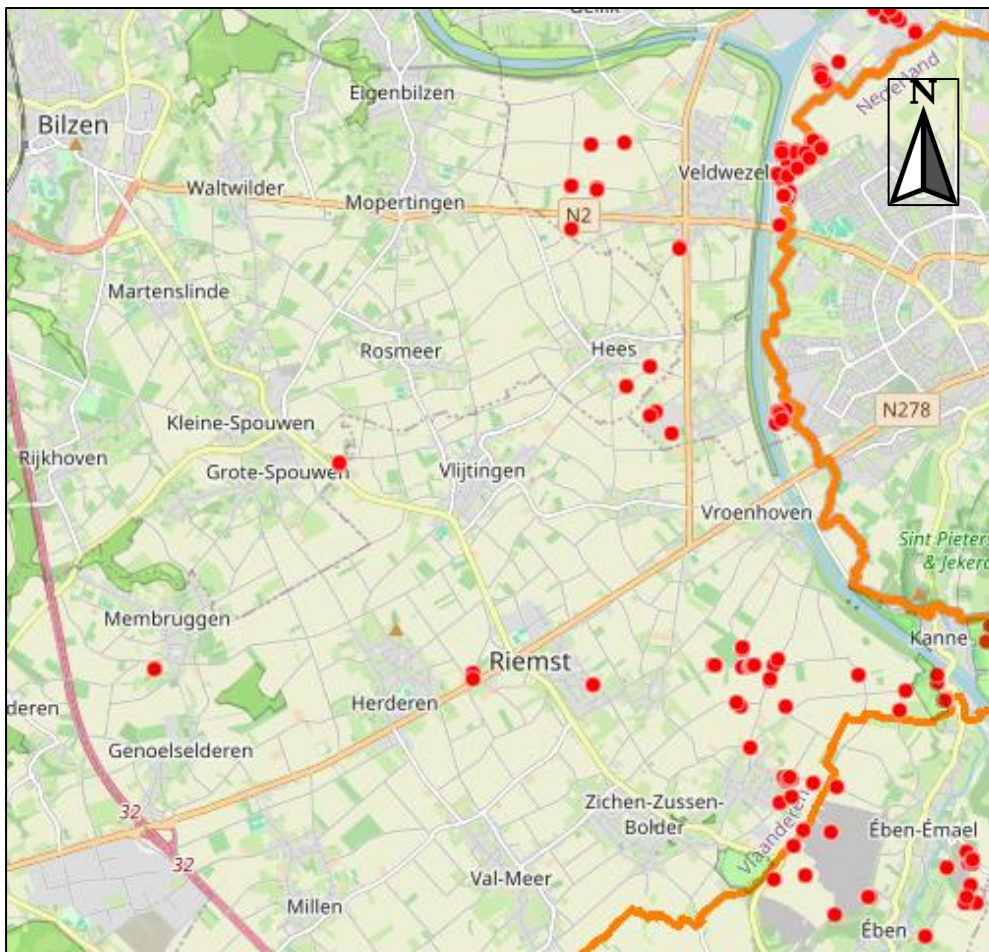 Nederland
N
Eigenbilzen
Bilzen
Veldwezelt
Waltwilder
Mopertingen
N2
Martenslinde
Rosmeer
Hees
N278
Kleine-Spouwen
Rijkhoven
Grote-Spouwen
Vlijtingen
Vroenhoven
Sint Pieters
& Jekerd
Membruggen
Kanne
Riemst
deren
Herderen
Genoelselderen
32
Zichen-Zussen-
Bolder
Vlaanderen
Ében-Émael
32
Val-Meer
Millen
Ében